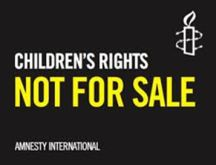 CHILDREN'S RIGHTS
NOT FOR SALE
AMNESTY INTERNATIONAL